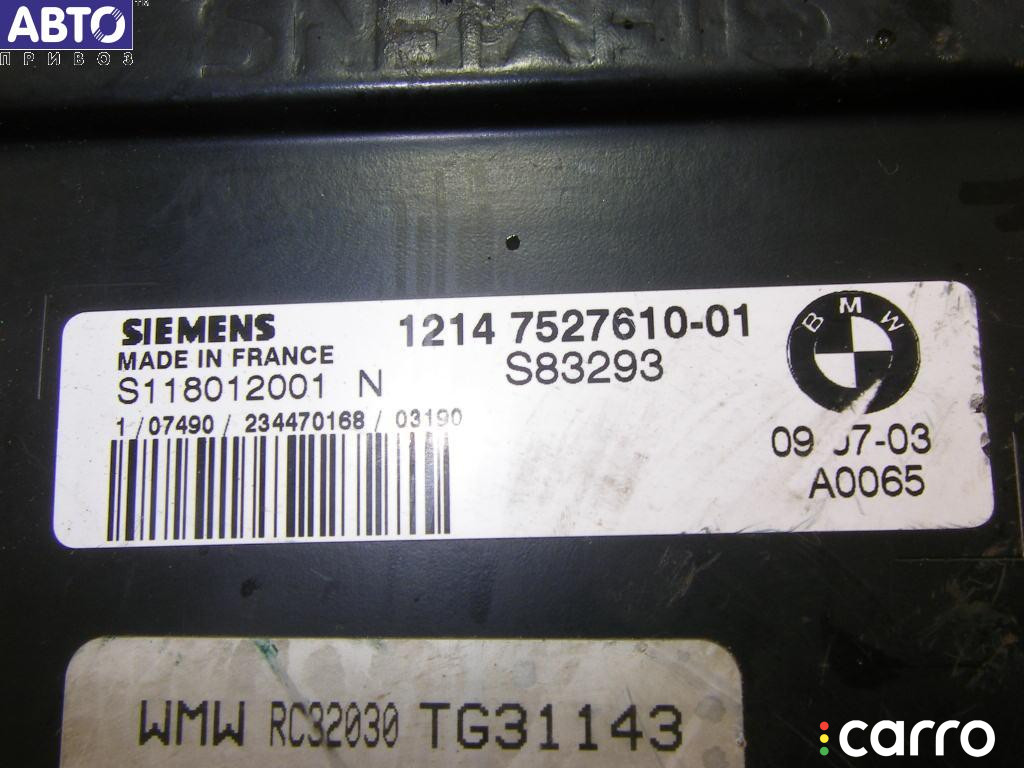 АВТО
ПРИВОЗ
SIEMENS
SIEMENS
MADE IN FRANCE
S118012001 N
1214 7527610-01
S83293
BMW
1 / 07490 / 234470168 / 03190
A0065
WMW RC32030 TG31143
carro